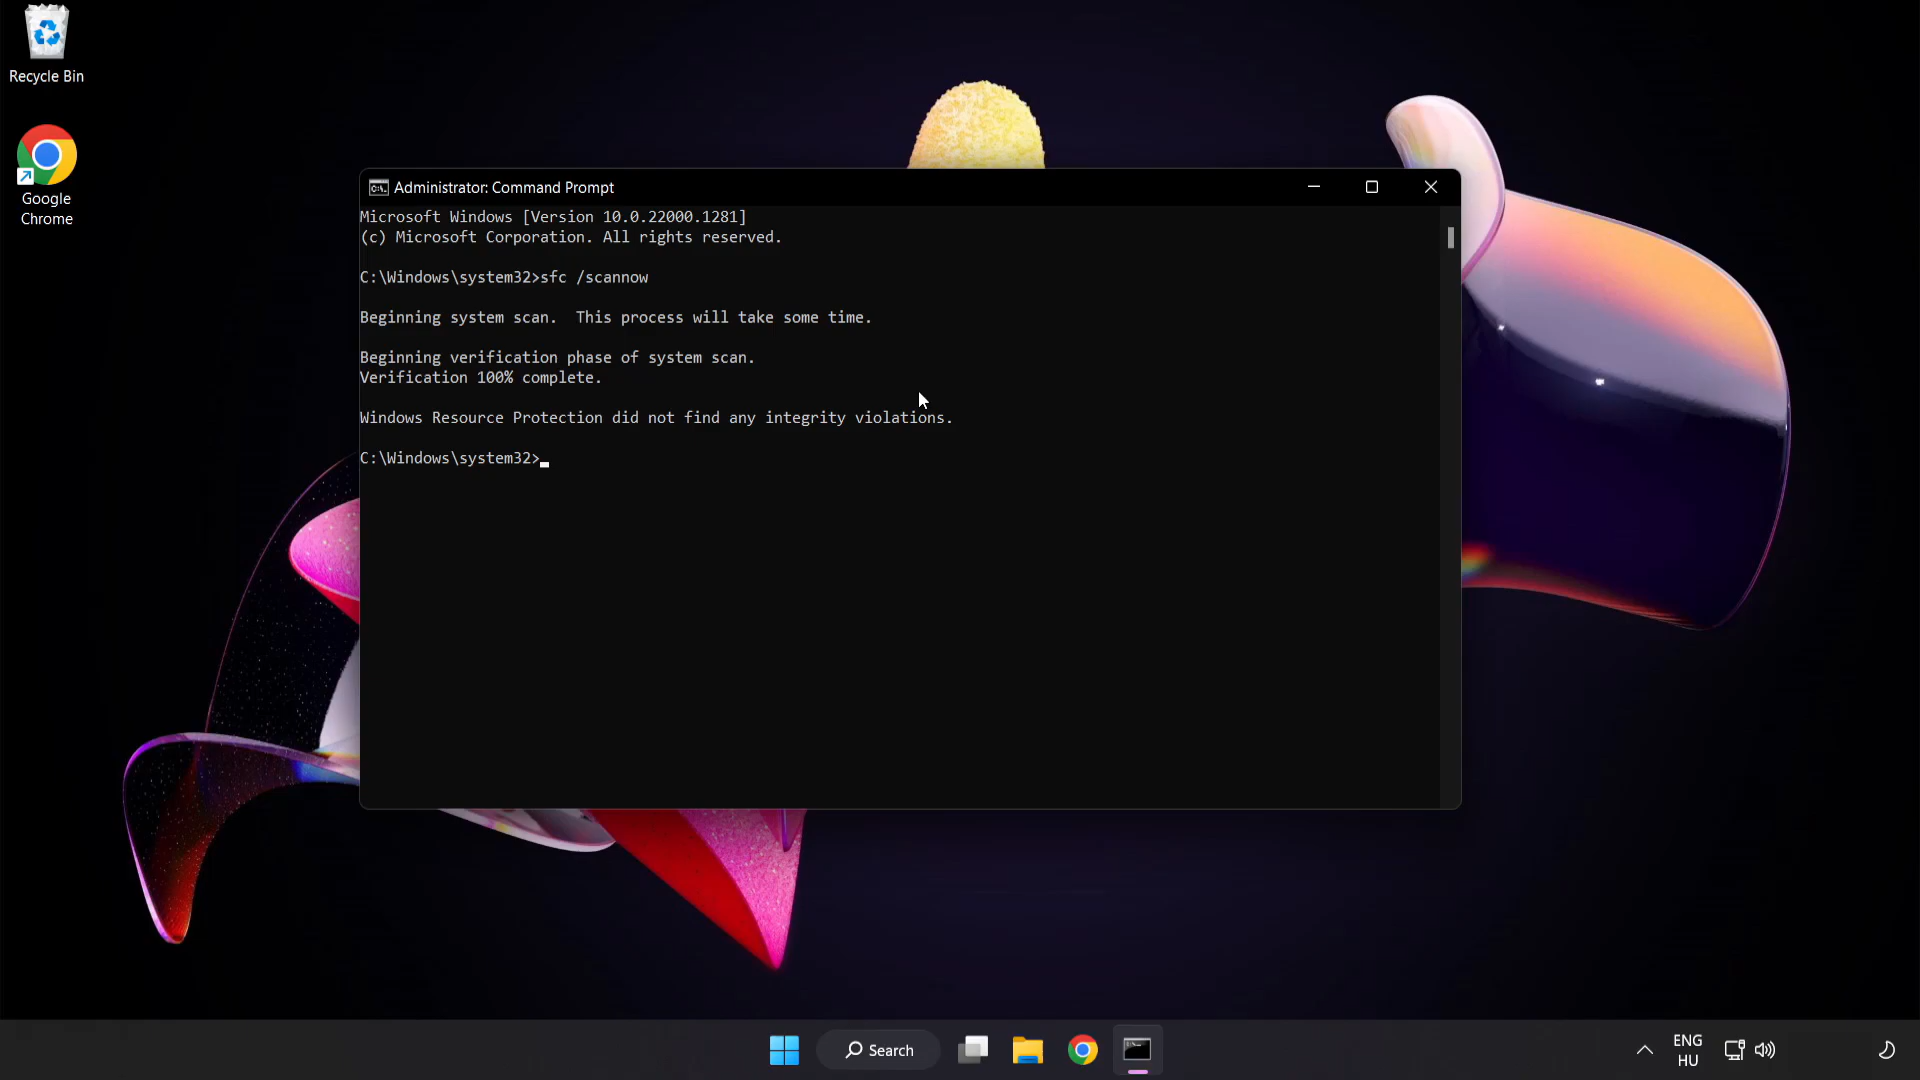 Recycle Bin
Google
Chrome
Administrator: Command Prompt
Microsoft Windows [Version 10.0.22000.1281]
(c) Microsoft Corporation. All rights reserved.
C:\Windows\system32>sfc /scannow
Beginning system scan.  This process will take some time.
Beginning verification phase of system scan.
Verification 100% complete.
Windows Resource Protection did not find any integrity violations.
C:\Windows\system32>
Search
ENG
HU